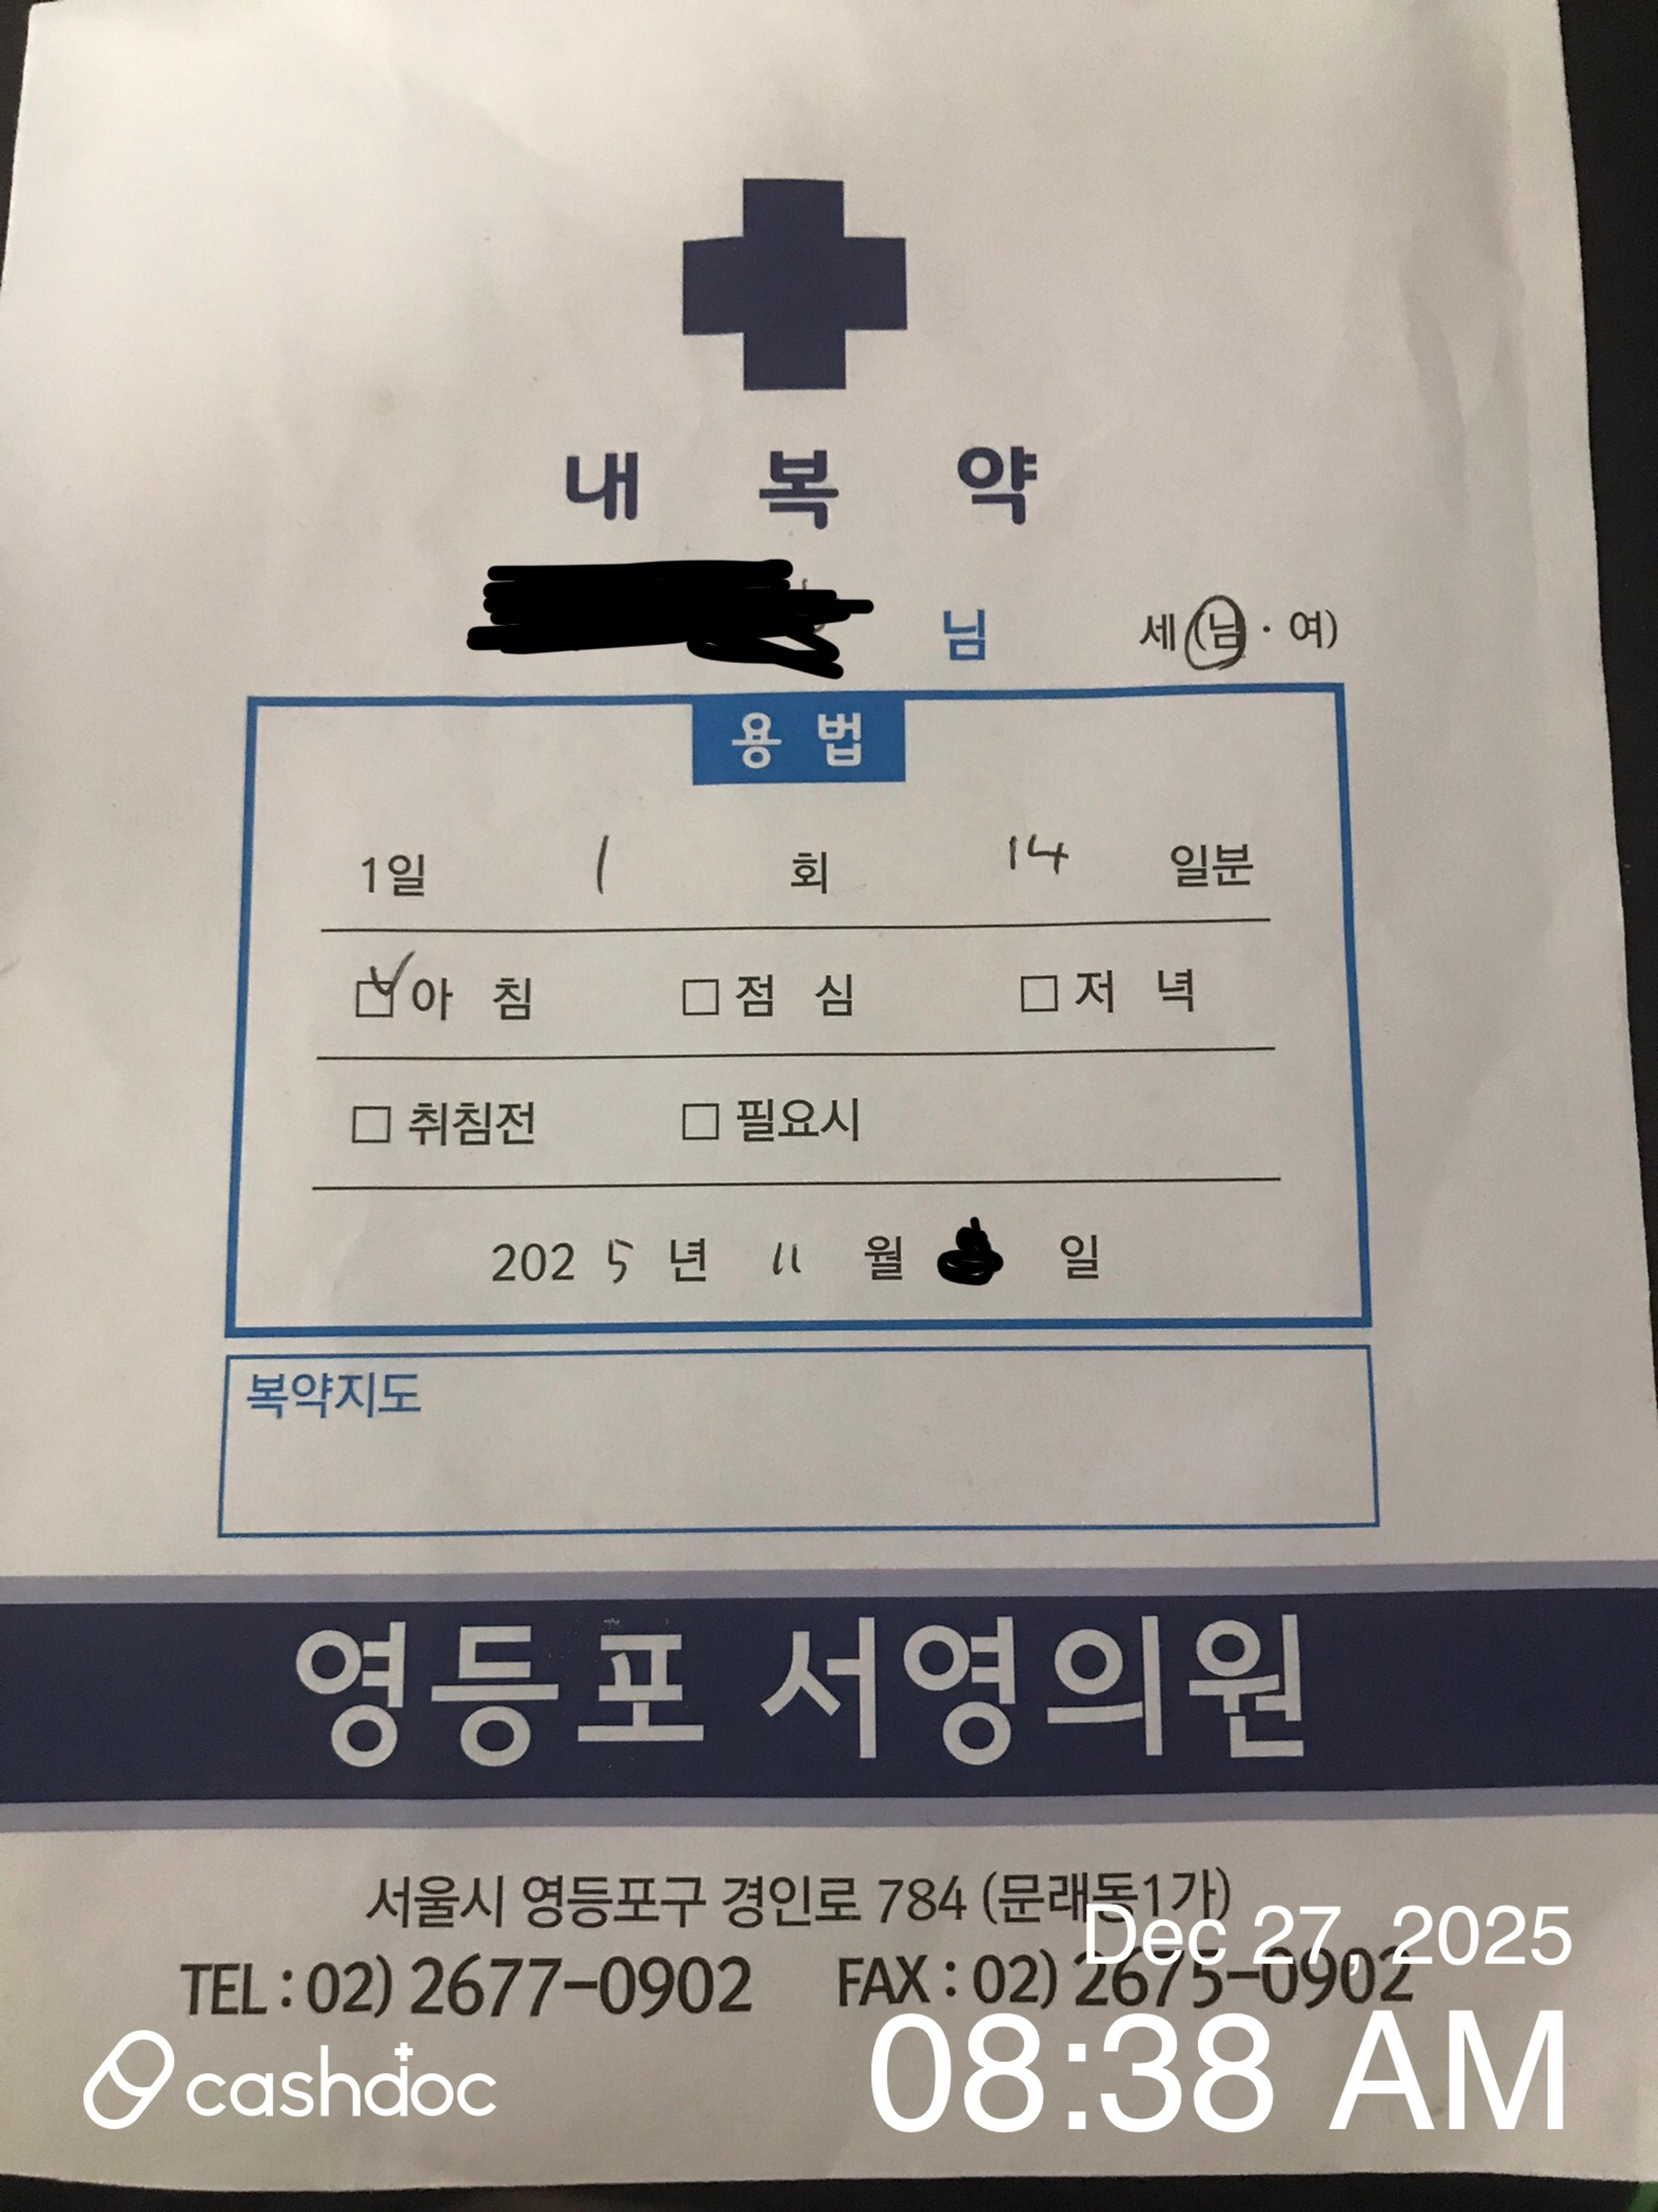 내 복 약
님 세 (남 · 여)
용 법
1일 1 회 14 일분
아 침 점 심 저 녁
취침전 필요시
2025 년 11 월 일
복약지도
영등포 서영의원
서울시 영등포구 경인로 784 (문래동1가)
Dec 27, 2025
TEL : 02) 2677-0902 FAX : 02) 2675-0902
cashdoc 08:38 AM